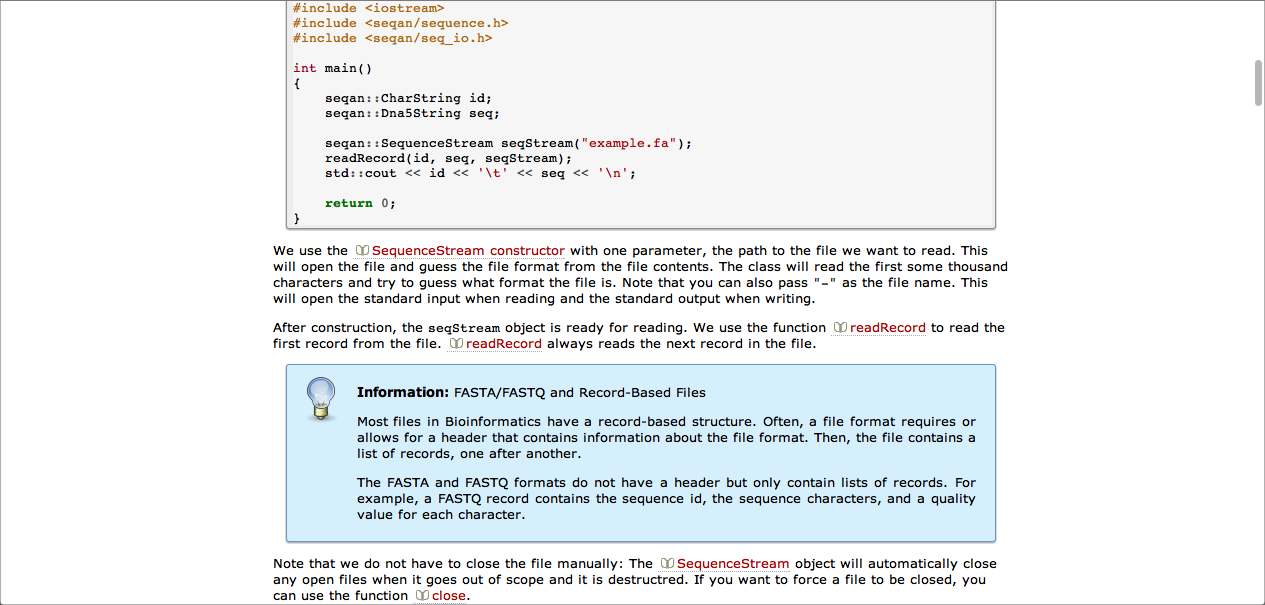 #include <iostream>
#include <seqan/sequence.h>
#include <seqan/seq_io.h>
int main()
{
    seqan::CharString id;
    seqan::Dna5String seq;
    seqan::SequenceStream seqStream("example.fa");
    readRecord(id, seq, seqStream);
    std::cout << id << '\t' << seq << '\n';
    return 0;
}
We use the SequenceStream constructor with one parameter, the path to the file we want to read. This
will open the file and guess the file format from the file contents. The class will read the first some thousand
characters and try to guess what format the file is. Note that you can also pass "-" as the file name. This
will open the standard input when reading and the standard output when writing.
After construction, the seqStream object is ready for reading. We use the function readRecord to read the
first record from the file. readRecord always reads the next record in the file.
Information: FASTA/FASTQ and Record-Based Files
Most files in Bioinformatics have a record-based structure. Often, a file format requires or
allows for a header that contains information about the file format. Then, the file contains a
list of records, one after another.
The FASTA and FASTQ formats do not have a header but only contain lists of records. For
example, a FASTQ record contains the sequence id, the sequence characters, and a quality
value for each character.
Note that we do not have to close the file manually: The SequenceStream object will automatically close
any open files when it goes out of scope and it is destructred. If you want to force a file to be closed, you
can use the function close.